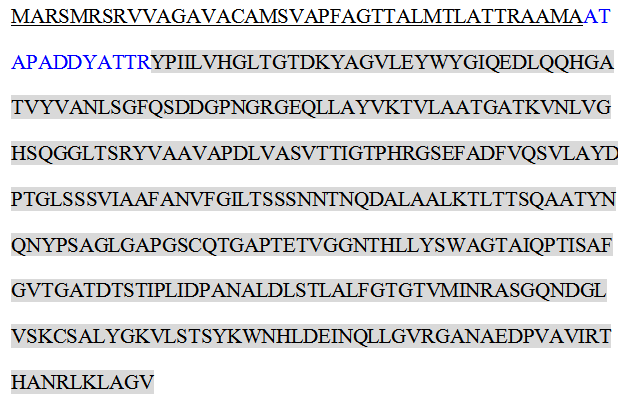 MARSMRSRVVAGAVACAMSVAPFAGTTALMTLATTRAAMAAT
APADDYATTRYPIILVHGLTGTDKYAGVLEYWYGIQEDLQQHGA
TVYVANLSGFQSDDGPNGRGEQLLAYVKTVLAATGATKVNLVG
HSQGGLTSRYVAAVAPDLVASVTTIGTPHRGSEFADFVQSVLAYD
PTGLSSSVIAAFANVFGILTSSSNNTNQDALAALKTLTTSQAATYN
QNYPSAGLGAPGSCQTGAPTETVGGNTHLLYSWAGTAIQPTISAF
GVTGATDTSTIPLIDPANALDLSTLALFGTGTVMINRASGQNDGL
VSKCSALYGKVLSTSYKWNHLDEINQLLGVRGANAEDPVAVIRT
HANRLKLAGV